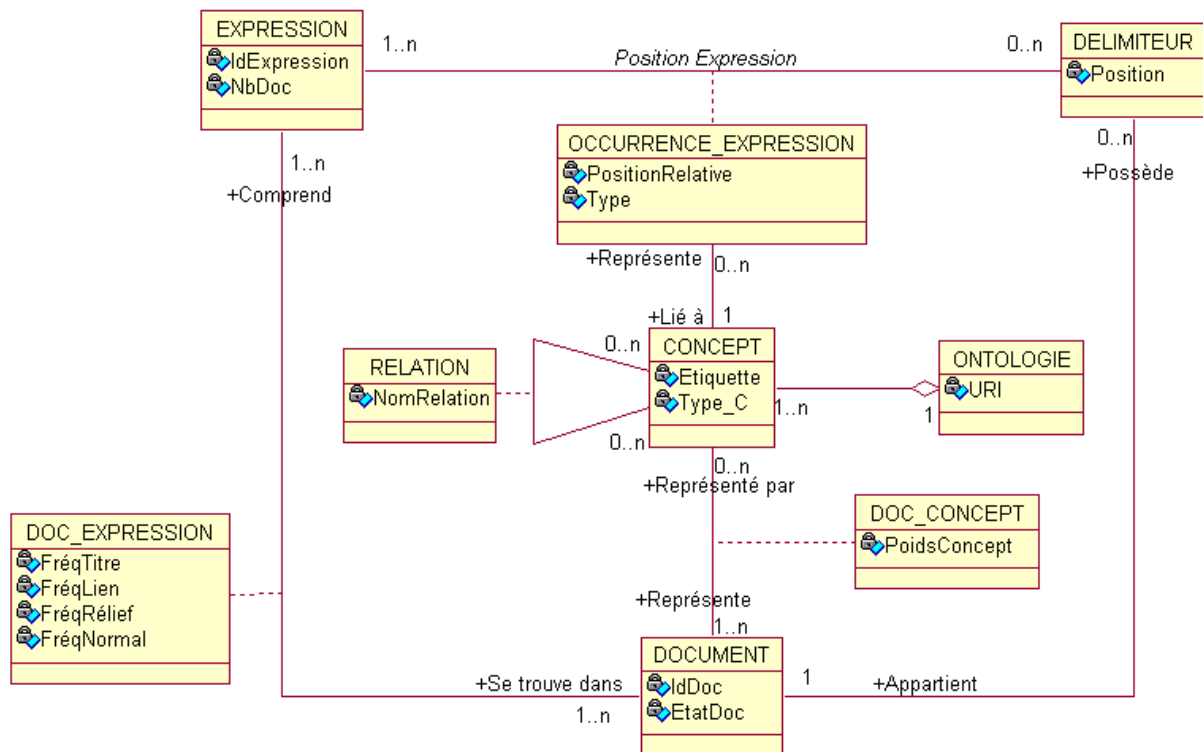 EXPRESSION
IdExpression
NbDoc
1..n
Position Expression
0..n
DELIMITEUR
Position
OCCURRENCE_EXPRESSION
PositionRelative
Type
1..n
+Comprend
0..n
+Possède
+Représente
0..n
+Lié à
1
RELATION
NomRelation
0..n
0..n
CONCEPT
Etiquette
Type_C
1..n
1
ONTOLOGIE
URI
0..n
+Représenté par
DOC_CONCEPT
PoidsConcept
DOC_EXPRESSION
FréqTitre
FréqLien
FréqRélief
FréqNormal
+Représente
1..n
DOCUMENT
IdDoc
EtatDoc
+Se trouve dans
1..n
1
+Appartient